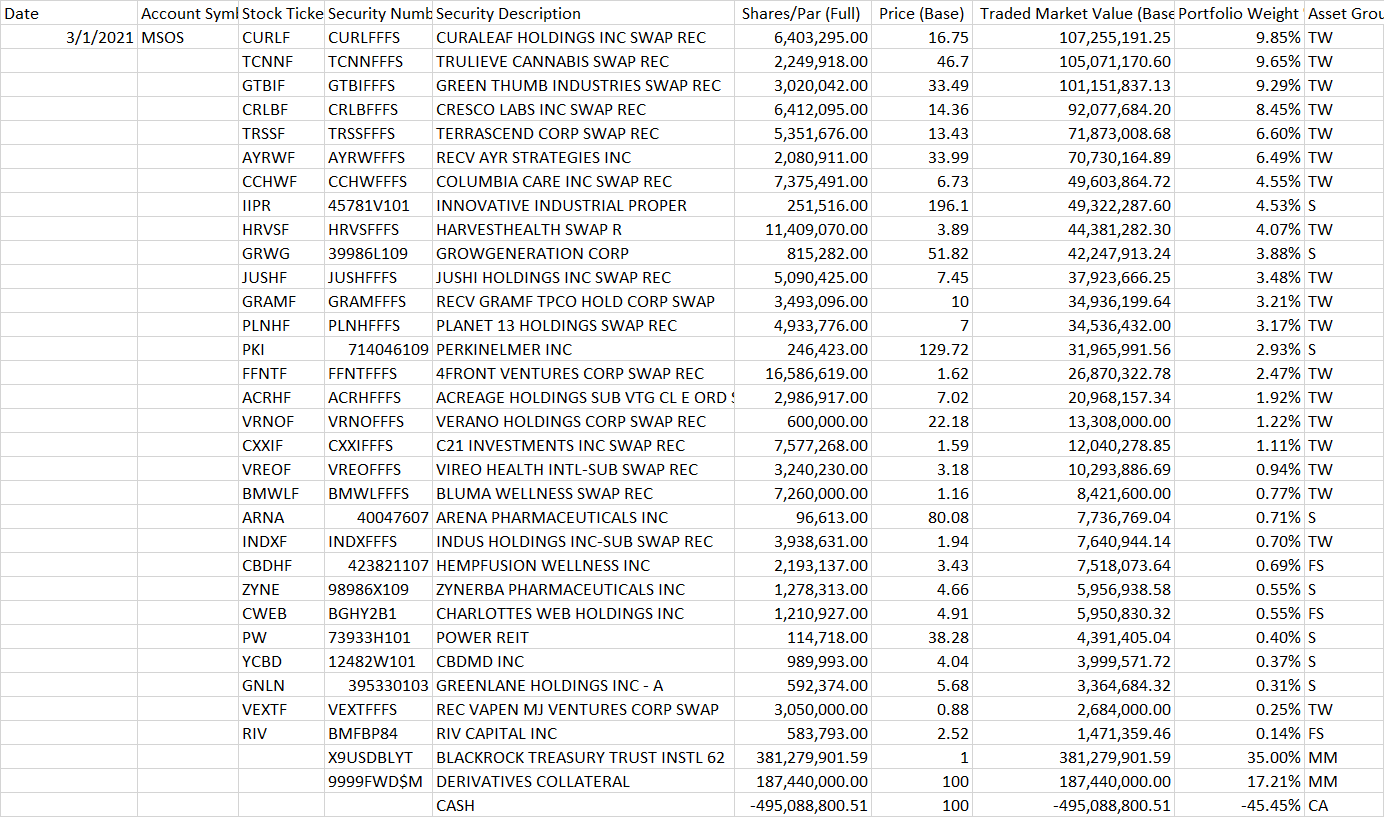 Date Account Syml Stock Ticke Security Numb Security Description Shares/Par (Full) Price (Base) Traded Market Value (Base Portfolio Weight Asset Grou
3/1/2021 MSOS CURLF CURLFFFS CURALEAF HOLDINGS INC SWAP REC 6,403,295.00 16.75 107,255,191.25 9.85% TW
TCNNF TCNNFFFS TRULIEVE CANNABIS SWAP REC 2,249,918.00 46.7 105,071,170.60 9.65% TW
GTBIF GTBIFFFS GREEN THUMB INDUSTRIES SWAP REC 3,020,042.00 33.49 101,151,837.13 9.29% TW
CRLBF CRLBFFFS CRESCO LABS INC SWAP REC 6,412,095.00 14.36 92,077,684.20 8.45% TW
TRSSF TRSSFFFS TERRASCEND CORP SWAP REC 5,351,676.00 13.43 71,873,008.68 6.60% TW
AYRWF AYRWFFFS RECV AYR STRATEGIES INC 2,080,911.00 33.99 70,730,164.89 6.49% TW
CCHWF CCHWFFFS COLUMBIA CARE INC SWAP REC 7,375,491.00 6.73 49,603,864.72 4.55% TW
IIPR 45781V101 INNOVATIVE INDUSTRIAL PROPER 251,516.00 196.1 49,322,287.60 4.53% S
HRVSF HRVSFFFS HARVESTHEALTH SWAP R 11,409,070.00 3.89 44,381,282.30 4.07% TW
GRWG 39986L109 GROWGENERATION CORP 815,282.00 51.82 42,247,913.24 3.88% S
JUSHF JUSHFFFS JUSHI HOLDINGS INC SWAP REC 5,090,425.00 7.45 37,923,666.25 3.48% TW
GRAMF GRAMFFFS RECV GRAMF TPCO HOLD CORP SWAP 3,493,096.00 10 34,936,199.64 3.21% TW
PLNHF PLNHFFFS PLANET 13 HOLDINGS SWAP REC 4,933,776.00 7 34,536,432.00 3.17% TW
PKI 714046109 PERKINELMER INC 246,423.00 129.72 31,965,991.56 2.93% S
FFNTF FFNTFFFS 4FRONT VENTURES CORP SWAP REC 16,586,619.00 1.62 26,870,322.78 2.47% TW
ACRHF ACRHFFFS ACREAGE HOLDINGS SUB VTG CL E ORD S 2,986,917.00 7.02 20,968,157.34 1.92% TW
VRNOF VRNOFFFS VERANO HOLDINGS CORP SWAP REC 600,000.00 22.18 13,308,000.00 1.22% TW
CXXIF CXXIFFFS C21 INVESTMENTS INC SWAP REC 7,577,268.00 1.59 12,040,278.85 1.11% TW
VREOF VREOFFFS VIREO HEALTH INTL-SUB SWAP REC 3,240,230.00 3.18 10,293,886.69 0.94% TW
BMWLF BMWLFFFS BLUMA WELLNESS SWAP REC 7,260,000.00 1.16 8,421,600.00 0.77% TW
ARNA 40047607 ARENA PHARMACEUTICALS INC 96,613.00 80.08 7,736,769.04 0.71% S
INDXF INDXFFFS INDUS HOLDINGS INC-SUB SWAP REC 3,938,631.00 1.94 7,640,944.14 0.70% TW
CBDHF 423821107 HEMPFUSION WELLNESS INC 2,193,137.00 3.43 7,518,073.64 0.69% FS
ZYNE 98986X109 ZYNERBA PHARMACEUTICALS INC 1,278,313.00 4.66 5,956,938.58 0.55% S
CWEB BGHY2B1 CHARLOTTES WEB HOLDINGS INC 1,210,927.00 4.91 5,950,830.32 0.55% FS
PW 73933H101 POWER REIT 114,718.00 38.28 4,391,405.04 0.40% S
YCBD 12482W101 CBDMD INC 989,993.00 4.04 3,999,571.72 0.37% S
GNLN 395330103 GREENLANE HOLDINGS INC - A 592,374.00 5.68 3,364,684.32 0.31% S
VEXTF VEXTFFFS REC VAPEN MJ VENTURES CORP SWAP 3,050,000.00 0.88 2,684,000.00 0.25% TW
RIV BMFBP84 RIV CAPITAL INC 583,793.00 2.52 1,471,359.46 0.14% FS
X9USDBLYT BLACKROCK TREASURY TRUST INSTL 62 381,279,901.59 1 381,279,901.59 35.00% MM
9999FWD$M DERIVATIVES COLLATERAL 187,440,000.00 100 187,440,000.00 17.21% MM
CASH -495,088,800.51 100 -495,088,800.51 -45.45% CA